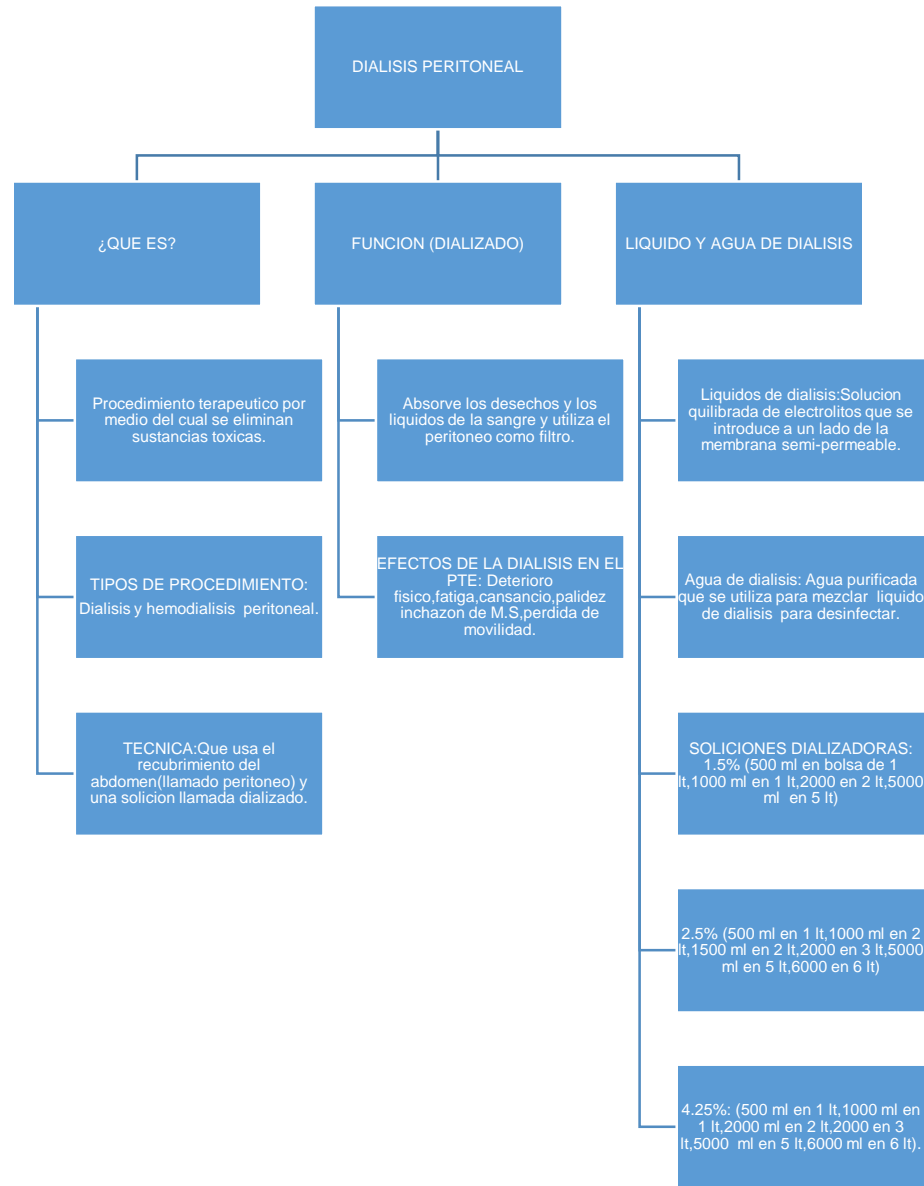 DIALISIS PERITONEAL
¿QUE ES?
FUNCION (DIALIZADO)
LIQUIDO Y AGUA DE DIALISIS
Procedimiento terapeutico por
medio del cual se eliminan
sustancias toxicas.
TIPOS DE PROCEDIMIENTO:
Dialisis y hemodialisis peritoneal.
TECNICA:Que usa el
recubrimiento del
abdomen(llamado peritoneo) y
una solicion llamada dializado.
Absorve los desechos y los
liquidos de la sangre y utiliza el
peritoneo como filtro.
EFECTOS DE LA DIALISIS EN EL
PTE: Deterioro
fisico,fatiga,cansancio,palidez
inchazon de M.S,perdida de
movilidad.
Liquidos de dialisis:Solucion
quilibrada de electrolitos que se
introduce a un lado de la
membrana semi-permeable.
Agua de dialisis: Agua purificada
que se utiliza para mezclar liquido
de dialisis para desinfectar.
SOLICIONES DIALIZADORAS:
1.5% (500 ml en bolsa de 1
lt,1000 ml en 1 lt,2000 en 2 lt,5000
ml en 5 lt)
2.5% (500 ml en 1 lt,1000 ml en 2
lt,1500 ml en 2 lt,2000 en 3 lt,5000
ml en 5 lt,6000 en 6 lt)
4.25%: (500 ml en 1 lt,1000 ml en
1 lt,2000 ml en 2 lt,2000 en 3
lt,5000 ml en 5 lt,6000 ml en 6 lt).